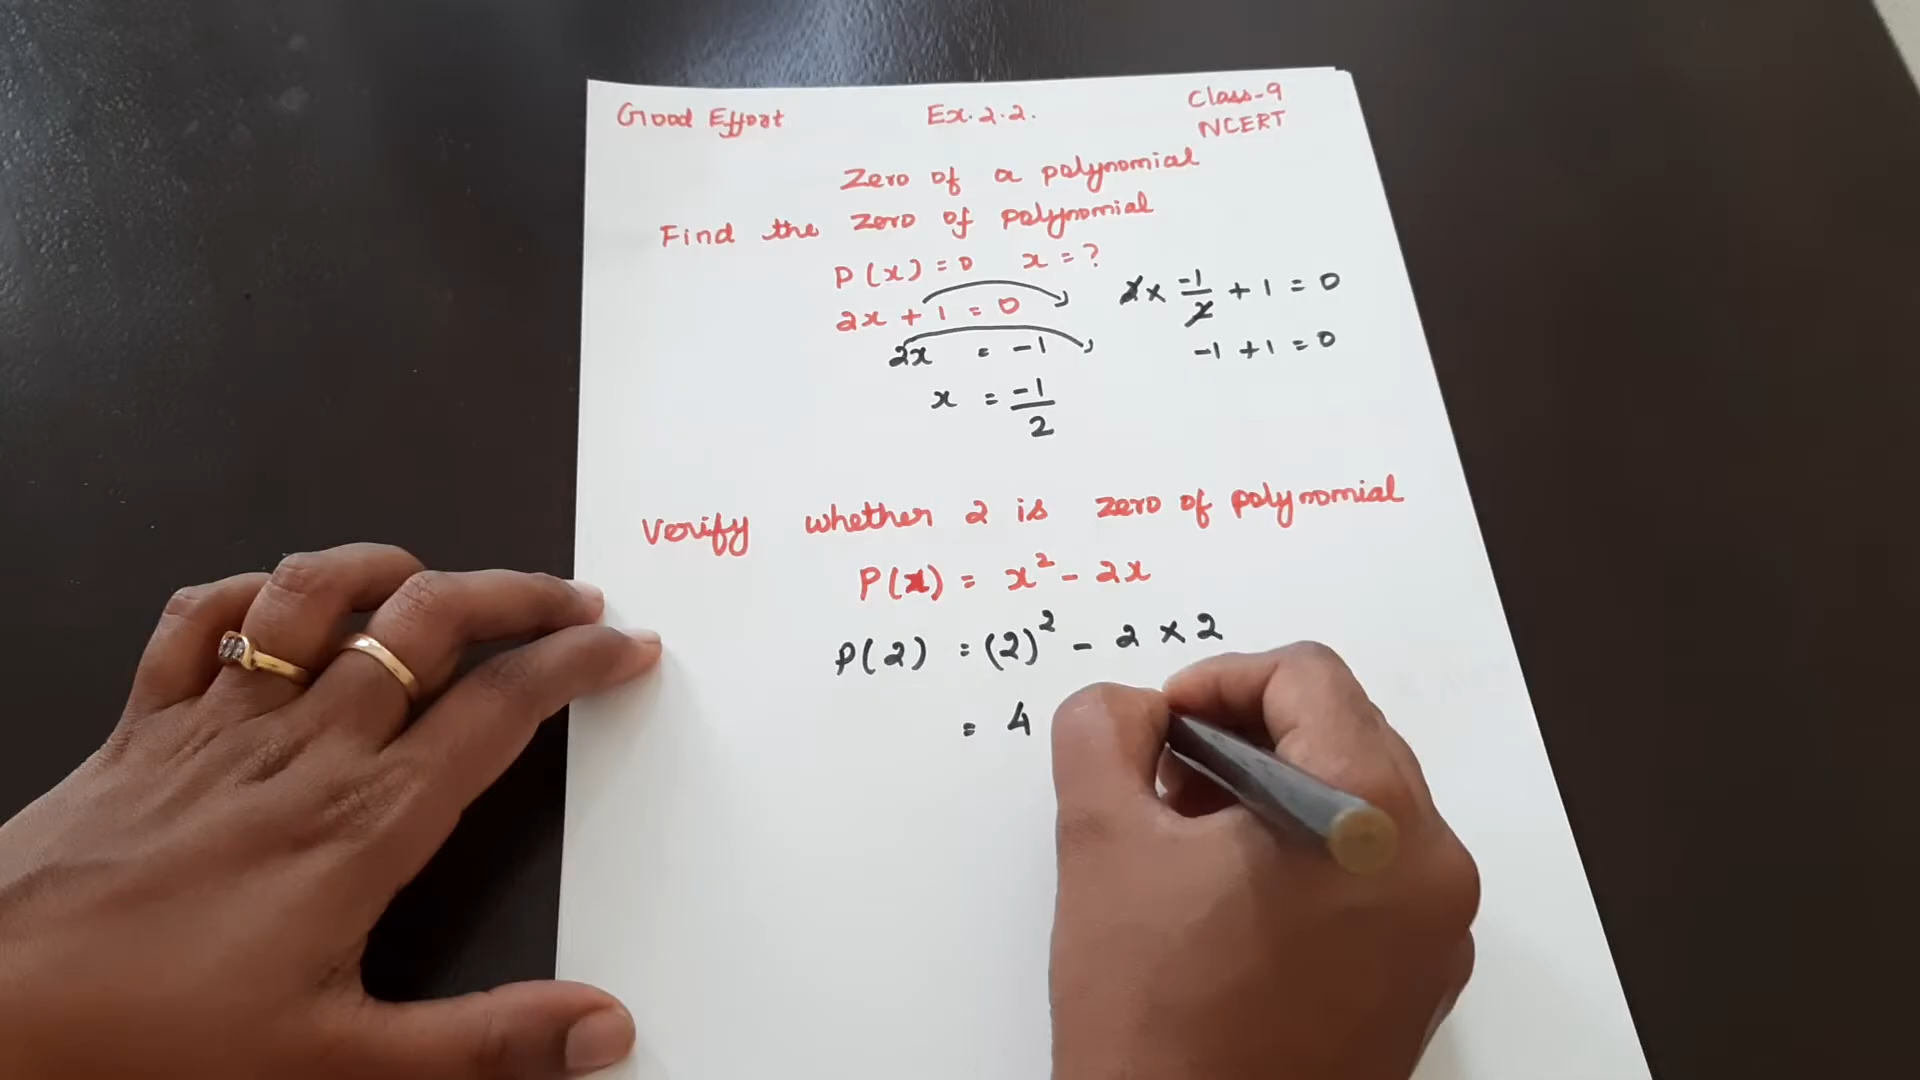 Good Effort Ex. 2.2. Class-9
NCERT
Zero of a polynomial
Find the zero of polynomial
P(x) = 0 x = ?
2x + 1 = 0
2x = -1
x = -1/2
2 x -1/2 + 1 = 0
-1 + 1 = 0
Verify whether 2 is zero of polynomial
P(x) = x² - 2x
P(2) = (2)² - 2 × 2
= 4